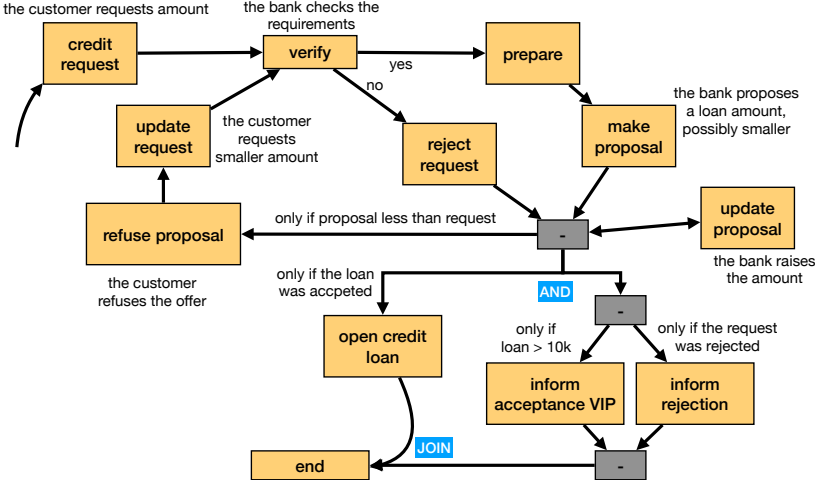 the customer requests amount
the bank checks the
requirements
credit
request
verify
yes
prepare
no
the bank proposes
a loan amount,
possibly smaller
update
request
the customer
requests
smaller amount
reject
request
make
proposal
refuse proposal
only if proposal less than request
-
update
proposal
the customer
refuses the offer
only if the loan
was accpeted
AND
the bank raises
the amount
-
open credit
loan
only if
loan > 10k
only if the request
was rejected
inform
acceptance VIP
inform
rejection
JOIN
end
-